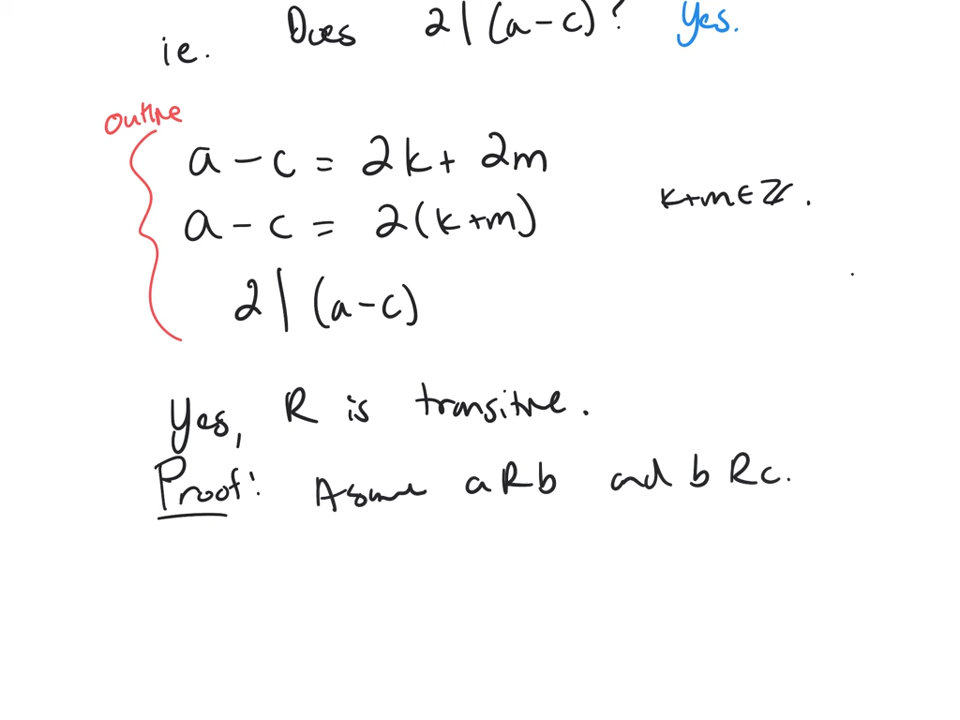 ie. Does 2|(a-c)? Yes.
outline
a - c = 2k + 2m
a - c = 2(k+m) k+m ∈ ℤ.
2 | (a-c)
Yes, R is transitive.
Proof: Assume aRb and bRc.